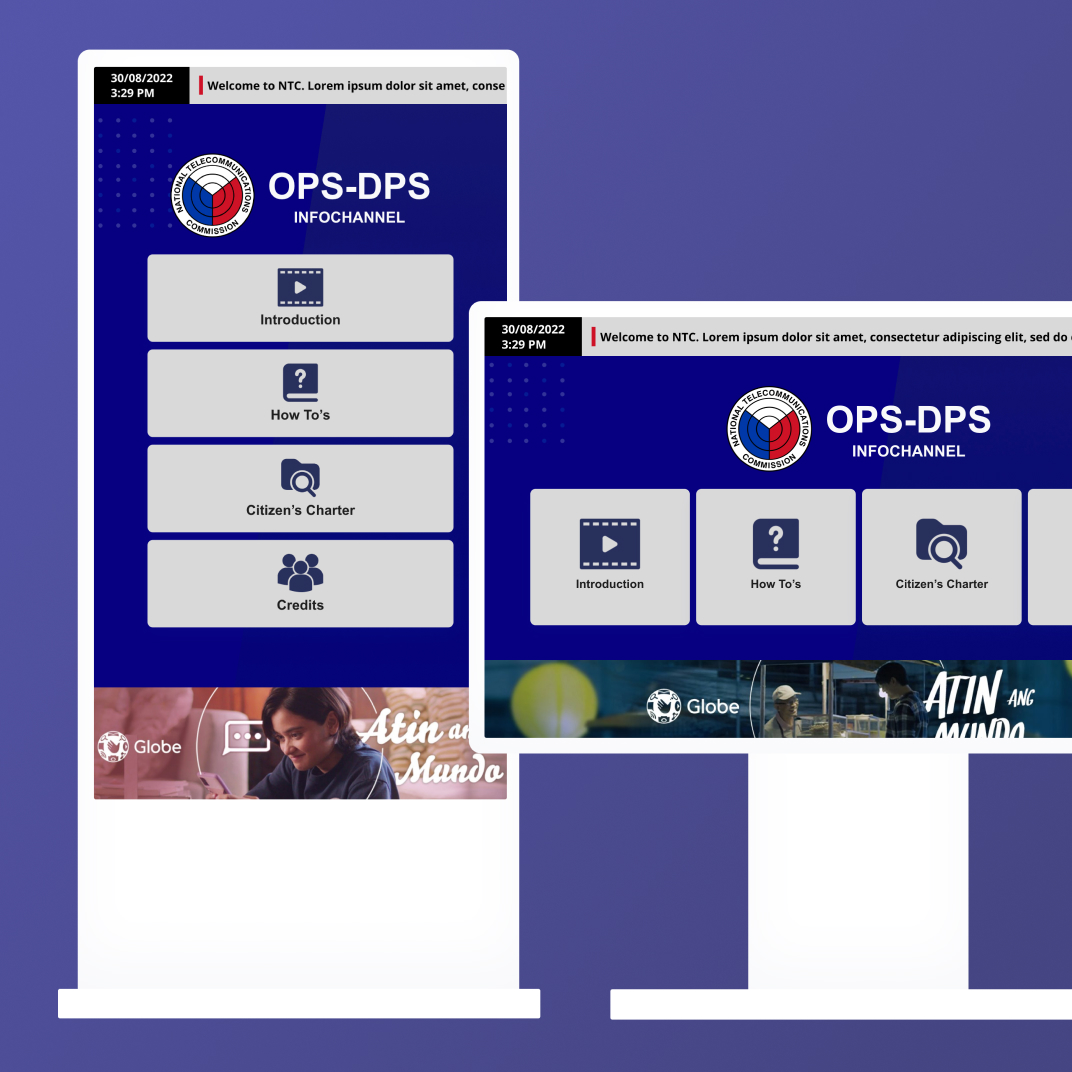 30/08/2022
3:29 PM
Welcome to NTC. Lorem ipsum dolor sit amet, conse
NATIONAL TELECOMMUNICATIONS
COMMISSION
OPS-DPS
INFOCHANNEL
Introduction
How To's
Citizen's Charter
Credits
Globe
Atin an
Mundo
30/08/2022
3:29 PM
Welcome to NTC. Lorem ipsum dolor sit amet, consectetur adipiscing elit, sed do
NATIONAL TELECOMMUNICATIONS
COMMISSION
OPS-DPS
INFOCHANNEL
Introduction
How To's
Citizen's Charter
Globe
ATIN ANG
MUNDO